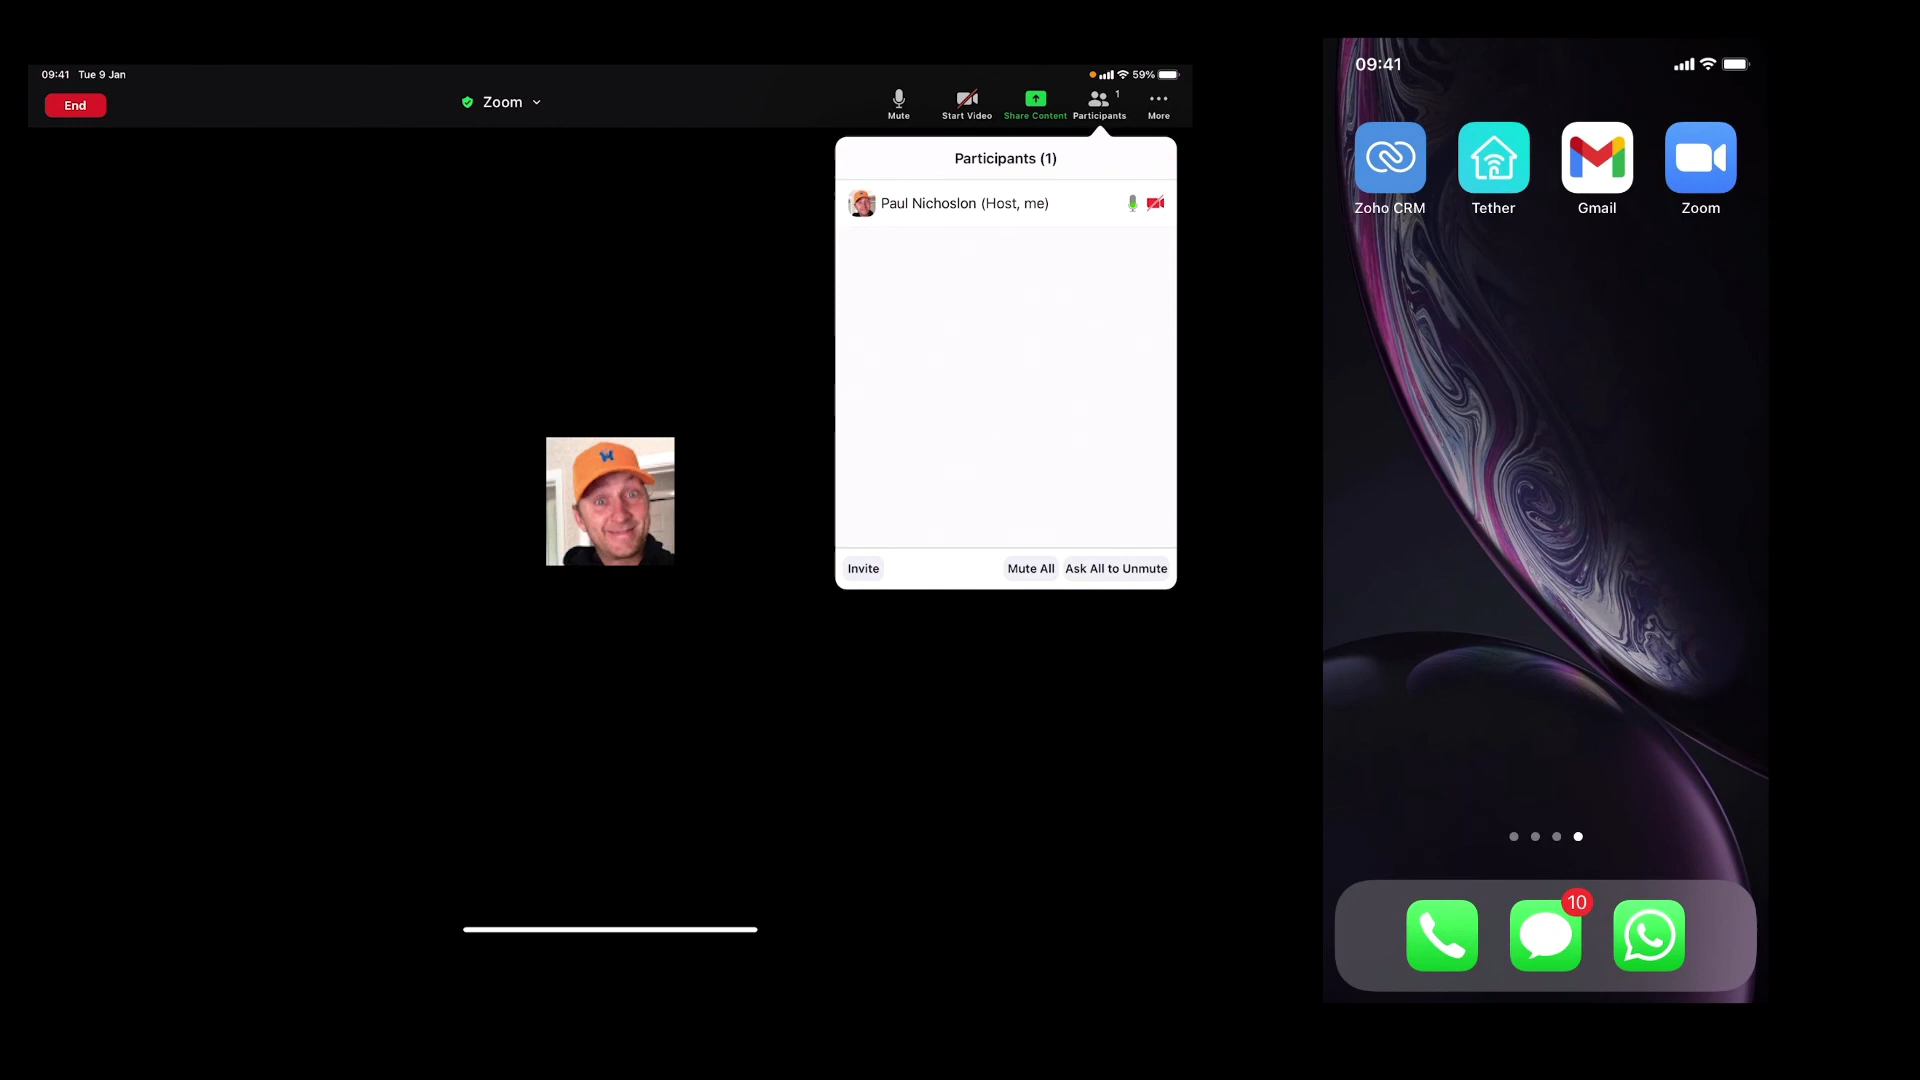 09:41 Tue 9 Jan
59%
End
Zoom
Mute
Start Video
Share Content
Participants
1
More
Participants (1)
Paul Nichoslon (Host, me)
Invite
Mute All
Ask All to Unmute
09:41
Zoho CRM
Tether
Gmail
Zoom
10